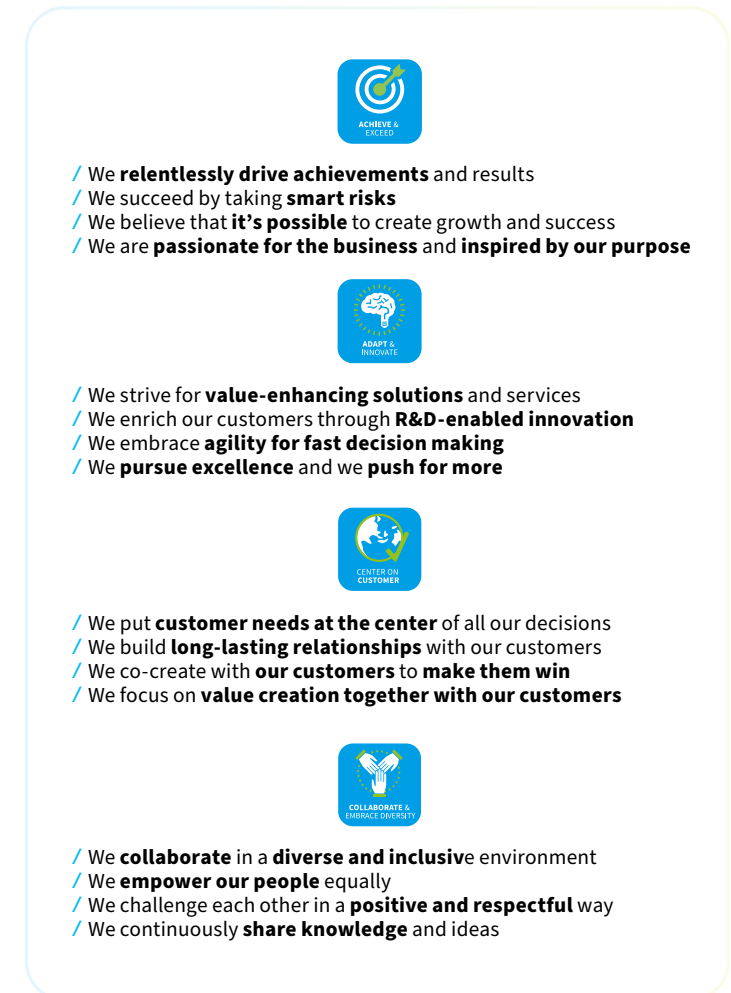 ACHIEVE &
EXCEED
/ We relentlessly drive achievements and results
/ We succeed by taking smart risks
/ We believe that it's possible to create growth and success
/ We are passionate for the business and inspired by our purpose
ADAPT &
INNOVATE
/ We strive for value-enhancing solutions and services
/ We enrich our customers through R&D-enabled innovation
/ We embrace agility for fast decision making
/ We pursue excellence and we push for more
CENTER ON
CUSTOMER
/ We put customer needs at the center of all our decisions
/ We build long-lasting relationships with our customers
/ We co-create with our customers to make them win
/ We focus on value creation together with our customers
COLLABORATE &
EMBRACE DIVERSITY
/ We collaborate in a diverse and inclusive environment
/ We empower our people equally
/ We challenge each other in a positive and respectful way
/ We continuously share knowledge and ideas